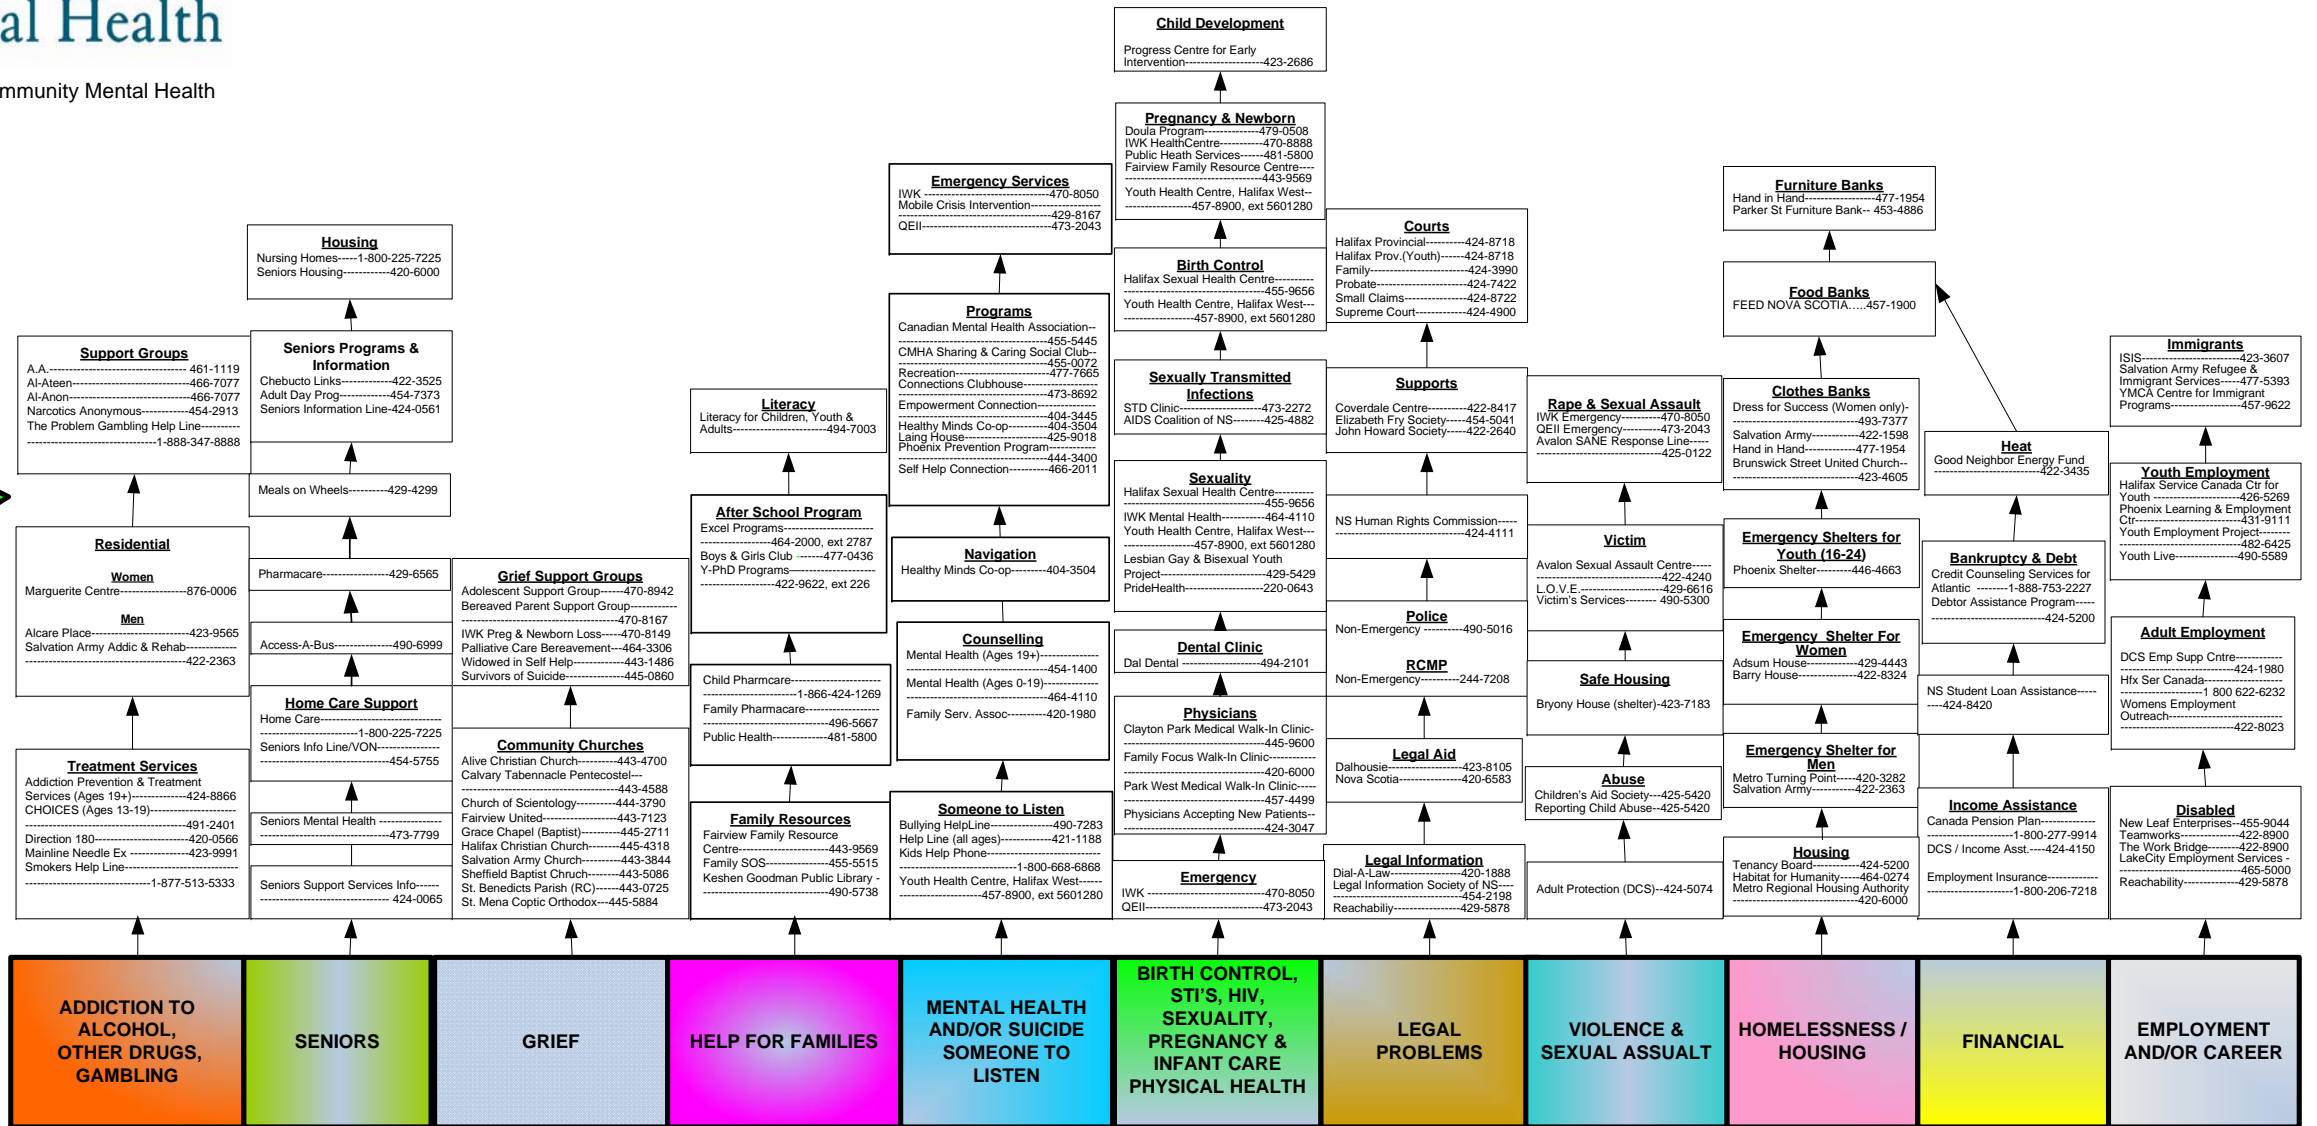 al Health
mmunity Mental Health
Support Groups
A.A.------------------------------------ 461-1119
Al-Ateen------------------------------466-7077
Al-Anon-------------------------------466-7077
Narcotics Anonymous-----------454-2913
The Problem Gambling Help Line----------
-------------------------------1-888-347-8888
Residential
Women
Marguerite Centre----------------876-0006
Men
Alcare Place------------------------423-9565
Salvation Army Addic & Rehab-------------
---------------------------------------422-2363
Treatment Services
Addiction Prevention & Treatment
Services (Ages 19+)-------------424-8866
CHOICES (Ages 13-19)---------------------
---------------------------------------491-2401
Direction 180-----------------------420-0566
Mainline Needle Ex --------------423-9991
Smokers Help Line---------------------------
-------------------------------1-877-513-5333
ADDICTION TO
ALCOHOL,
OTHER DRUGS,
GAMBLING
Housing
Nursing Homes-----1-800-225-7225
Seniors Housing------------420-6000
Seniors Programs &
Information
Chebucto Links-------------422-3525
Adult Day Prog-------------454-7373
Seniors Information Line-424-0561
Meals on Wheels----------429-4299
Pharmacare-----------------429-6565
Access-A-Bus--------------490-6999
Home Care Support
Home Care-------------------------------
-------------------------1-800-225-7225
Seniors Info Line/VON----------------
---------------------------------454-5755
Seniors Mental Health ----------------
---------------------------------473-7799
Seniors Support Services Info------
--------------------------------- 424-0065
SENIORS
Grief Support Groups
Adolescent Support Group------470-8942
Bereaved Parent Support Group------------
----------------------------------------470-8167
IWK Preg & Newborn Loss-----470-8149
Palliative Care Bereavement---464-3306
Widowed in Self Help-------------443-1486
Survivors of Suicide---------------445-0860
Community Churches
Alive Christian Church---------443-4700
Calvary Tabennacle Pentecostel---
-------------------------------------443-4588
Church of Scientology----------444-3790
Fairview United-------------------443-7123
Grace Chapel (Baptist)---------445-2711
Halifax Christian Church-------445-4318
Salvation Army Church---------443-3844
Sheffield Baptist Chruch-------443-5086
St. Benedicts Parish (RC)-----443-0725
St. Mena Coptic Orthodox---445-5884
GRIEF
Literacy
Literacy for Children, Youth &
Adults------------------------494-7003
After School Program
Excel Programs-----------------------
------------------464-2000, ext 2787
Boys & Girls Club -------477-0436
Y-PhD Programs----------------------
-------------------422-9622, ext 226
Child Pharmcare-----------------------
------------------------1-866-424-1269
Family Pharmacare-------------------
--------------------------------496-5667
Public Health------------------481-5800
Family Resources
Fairview Family Resource
Centre------------------------443-9569
Family SOS-----------------455-5515
Keshen Goodman Public Library -
---------------------------------490-5738
HELP FOR FAMILIES
Emergency Services
IWK --------------------------------470-8050
Mobile Crisis Intervention------------------
---------------------------------------429-8167
QEII---------------------------------473-2043
Programs
Canadian Mental Health Association--
-------------------------------------455-5445
CMHA Sharing & Caring Social Club--
-------------------------------------455-0072
Recreation-------------------------477-7665
Connections Clubhouse-------------------
-------------------------------------473-8692
Empowerment Connection---------------
-------------------------------------404-3445
Healthy Minds Co-op----------404-3504
Laing House---------------------425-9018
Phoenix Prevention Program------------
-------------------------------------444-3400
Self Help Connection----------466-2011
Navigation
Healthy Minds Co-op---------404-3504
Counselling
Mental Health (Ages 19+)---------------
------------------------------------454-1400
Mental Health (Ages 0-19)--------------
------------------------------------464-4110
Family Serv. Assoc----------420-1980
Someone to Listen
Bullying HelpLine----------------490-7283
Help Line (all ages)-------------421-1188
Kids Help Phone-----------------------------
------------------------------1-800-668-6868
Youth Health Centre, Halifax West------
---------------------457-8900, ext 5601280
MENTAL HEALTH
AND/OR SUICIDE
SOMEONE TO
LISTEN
Child Development
Progress Centre for Early
Intervention--------------------423-2686
Pregnancy & Newborn
Doula Program--------------479-0508
IWK HealthCentre-----------470-8888
Public Heath Services------481-5800
Fairview Family Resource Centre----
-----------------------------------443-9569
Youth Health Centre, Halifax West--
-----------------457-8900, ext 5601280
Birth Control
Halifax Sexual Health Centre----------
------------------------------------455-9656
Youth Health Centre, Halifax West---
------------------457-8900, ext 5601280
Sexually Transmitted
Infections
STD Clinic--------------------473-2272
AIDS Coalition of NS--------425-4882
Sexuality
Halifax Sexual Health Centre----------
------------------------------------455-9656
IWK Mental Health-----------464-4110
Youth Health Centre, Halifax West---
------------------457-8900, ext 5601280
Lesbian Gay & Bisexual Youth
Project---------------------------429-5429
PrideHealth---------------------220-0643
Dental Clinic
Dal Dental --------------------494-2101
Physicians
Clayton Park Medical Walk-In Clinic-
------------------------------------445-9600
Family Focus Walk-In Clinic------------
------------------------------------420-6000
Park West Medical Walk-In Clinic-----
------------------------------------457-4499
Physicians Accepting New Patients--
------------------------------------424-3047
Emergency
IWK -----------------------------470-8050
QEII------------------------------473-2043
BIRTH CONTROL,
STI'S, HIV,
SEXUALITY,
PREGNANCY &
INFANT CARE
PHYSICAL HEALTH
Courts
Halifax Provincial----------424-8718
Halifax Prov.(Youth)------424-8718
Family-------------------------424-3990
Probate-----------------------424-7422
Small Claims----------------424-8722
Supreme Court-------------424-4900
Supports
Coverdale Centre--------422-8417
Elizabeth Fry Society----454-5041
John Howard Society----422-2640
NS Human Rights Commission-----
---------------------------------424-4111
Police
Non-Emergency ----------490-5016
RCMP
Non-Emergency---------244-7208
Legal Aid
Dalhousie------------------423-8105
Nova Scotia---------------420-6583
Legal Information
Dial-A-Law----------------420-1888
Legal Information Society of NS----
---------------------------------454-2198
Reachabiliy-----------------429-5878
LEGAL
PROBLEMS
Rape & Sexual Assault
IWK Emergency----------470-8050
QEII Emergency----------473-2043
Avalon SANE Response Line-----
-------------------------------425-0122
Victim
Avalon Sexual Assault Centre-----
-------------------------------422-4240
L.O.V.E.---------------------429-6616
Victim's Services-------- 490-5300
Safe Housing
Bryony House (shelter)-423-7183
Abuse
Children's Aid Society---425-5420
Reporting Child Abuse--425-5420
Adult Protection (DCS)--424-5074
VIOLENCE &
SEXUAL ASSUALT
Furniture Banks
Hand in Hand------------------477-1954
Parker St Furniture Bank-- 453-4886
Food Banks
FEED NOVA SCOTIA…..457-1900
Clothes Banks
Dress for Success (Women only)-
--------------------------------493-7377
Salvation Army------------422-1598
Hand in Hand-------------477-1954
Brunswick Street United Church--
--------------------------------423-4605
Emergency Shelters for
Youth (16-24)
Phoenix Shelter-----------446-4663
Emergency Shelter For
Women
Adsum House-------------429-4443
Barry House---------------422-8324
Emergency Shelter for
Men
Metro Turning Point-----420-3282
Salvation Army-----------422-2363
Housing
Tenancy Board------------424-5200
Habitat for Humanity-----464-0274
Metro Regional Housing Authority
--------------------------------420-6000
HOMELESSNESS /
HOUSING
Heat
Good Neighbor Energy Fund
---------------------------422-3435
Bankruptcy & Debt
Credit Counseling Services for
Atlantic --------1-888-753-2227
Debtor Assistance Program-----
-----------------------------424-5200
NS Student Loan Assistance-----
----424-8420
Income Assistance
Canada Pension Plan--------------
----------------------1-800-277-9914
DCS / Income Asst.----424-4150
Employment Insurance-------------
----------------------1-800-206-7218
FINANCIAL
Immigrants
ISIS-------------------------423-3607
Salvation Army Refugee &
Immigrant Services-----477-5393
YMCA Centre for Immigrant
Programs------------------457-9622
Youth Employment
Halifax Service Canada Ctr for
Youth ----------------------426-5269
Phoenix Learning & Employment
Ctr--------------------------431-9111
Youth Employment Project--------
-------------------------------482-6425
Youth Live----------------490-5589
Adult Employment
DCS Emp Supp Cntre------------
-----------------------------424-1980
Hfx Ser Canada--------------------
---------------------1 800 622-6232
Womens Employment
Outreach----------------------
-----------------------------422-8023
Disabled
New Leaf Enterprises--455-9044
Teamworks---------------422-8900
The Work Bridge--------422-8900
LakeCity Employment Services -
-------------------------------465-5000
Reachability---------------429-5878
EMPLOYMENT
AND/OR CAREER